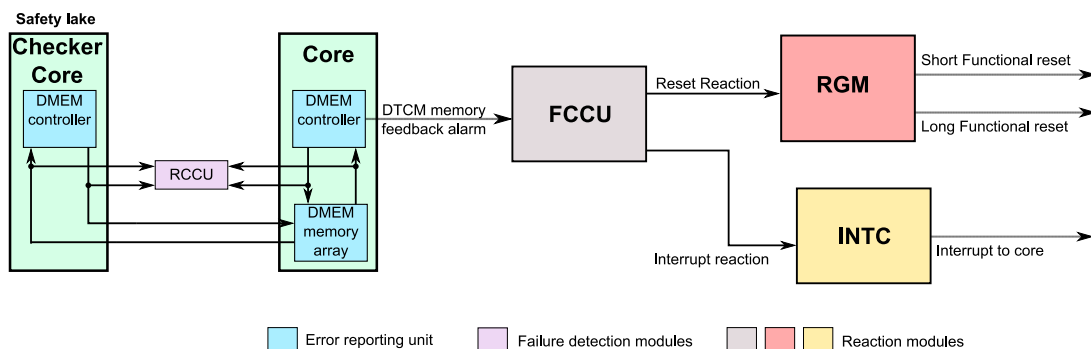 Safety lake
Checker
Core
DMEM
controller
RCCU
Core
DMEM
controller
DMEM
memory
array
DTCM memory
feedback alarm
FCCU
Reset Reaction
Interrupt reaction
RGM
Short Functional reset
Long Functional reset
INTC
Interrupt to core
Error reporting unit
Failure detection modules
Reaction modules